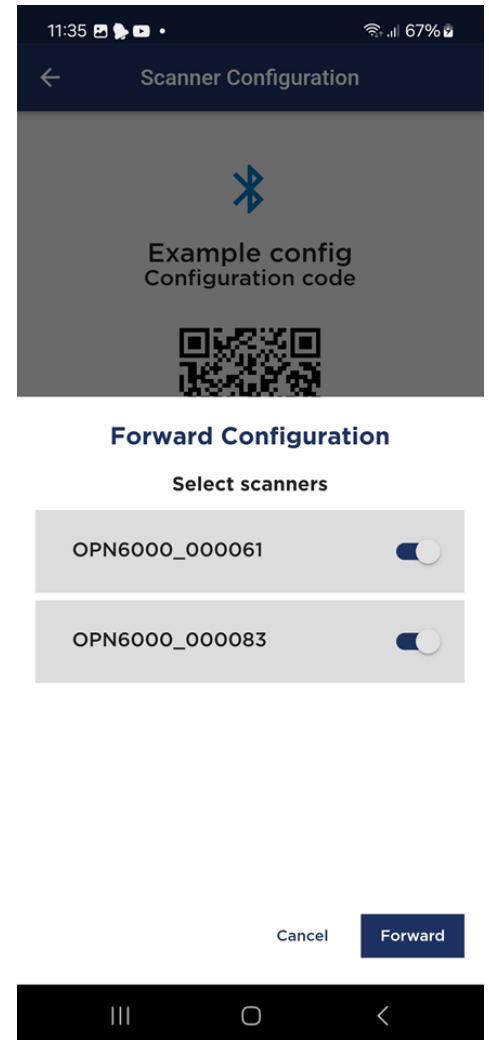 11:35 67%
Scanner Configuration
Example config
Configuration code
Forward Configuration
Select scanners
OPN6000_000061
OPN6000_000083
Cancel Forward